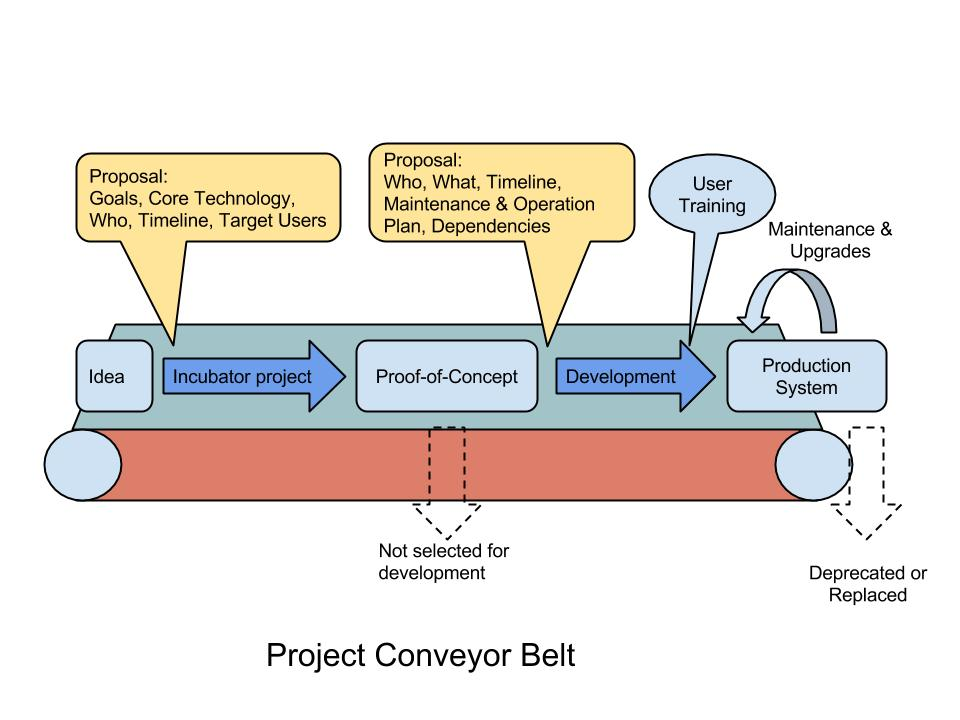 Proposal:
Goals, Core Technology,
Who, Timeline, Target Users
Proposal:
Who, What, Timeline,
Maintenance & Operation
Plan, Dependencies
User
Training
Maintenance &
Upgrades
Idea
Incubator project
Proof-of-Concept
Development
Production
System
Not selected for
development
Deprecated or
Replaced
Project Conveyor Belt